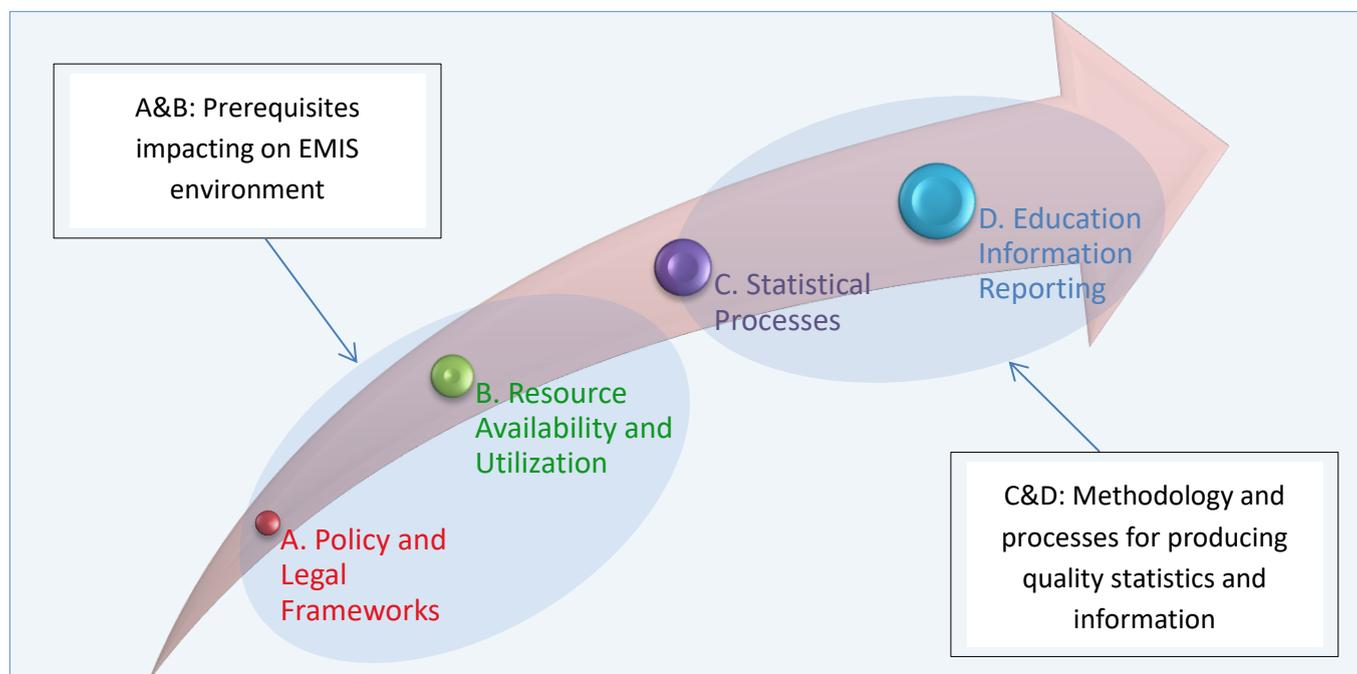 A&B: Prerequisites
impacting on EMIS
environment
D. Education
Information
Reporting
C. Statistical
Processes
B. Resource
Availability and
Utilization
A. Policy and
Legal
Frameworks
C&D: Methodology and
processes for producing
quality statistics and
information